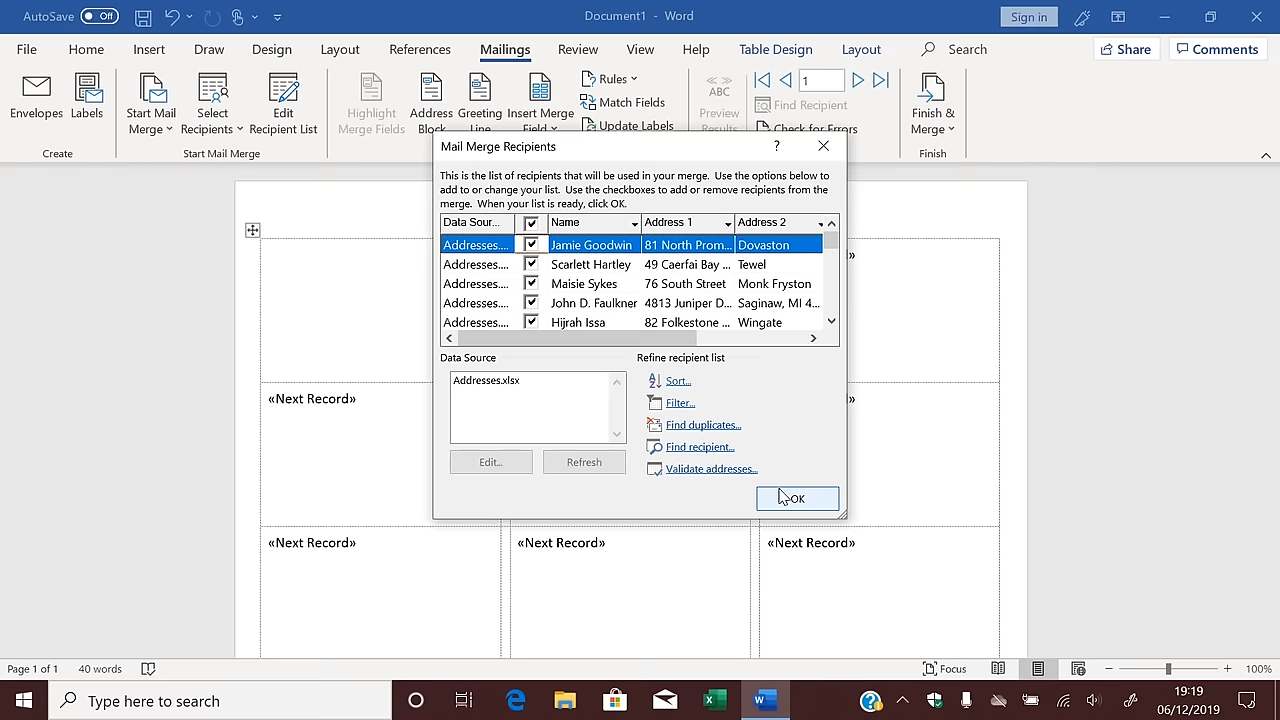 AutoSave Off
Document1 - Word
Sign in
File Home Insert Draw Design Layout References Mailings Review View Help Table Design Layout Search
Share Comments
Envelopes
Labels
Start Mail Merge
Select Recipients
Edit Recipient List
Highlight Merge Fields
Address Block
Greeting Line
Insert Merge Field
Rules
Match Fields
Update Labels
ABC
Preview Results
1
Find Recipient
Check for Errors
Finish & Merge
Create
Start Mail Merge
Finish
Mail Merge Recipients ?
This is the list of recipients that will be used in your merge. Use the options below to
add to or change your list. Use the checkboxes to add or remove recipients from the
merge. When your list is ready, click OK.
Data Sour... Name Address 1 Address 2
Addresses.... Jamie Goodwin 81 North Prom... Dovaston
Addresses.... Scarlett Hartley 49 Caerfai Bay ... Tewel
Addresses.... Maisie Sykes 76 South Street Monk Fryston
Addresses.... John D. Faulkner 4813 Juniper D... Saginaw, MI 4...
Addresses.... Hijrah Issa 82 Folkestone ... Wingate
Data Source
Addresses.xlsx
Edit...
Refresh
Refine recipient list
Sort...
Filter...
Find duplicates...
Find recipient...
Validate addresses...
OK
»
«Next Record» »
«Next Record» «Next Record» «Next Record»
Page 1 of 1 40 words
Focus
100%
Type here to search
19:19
06/12/2019